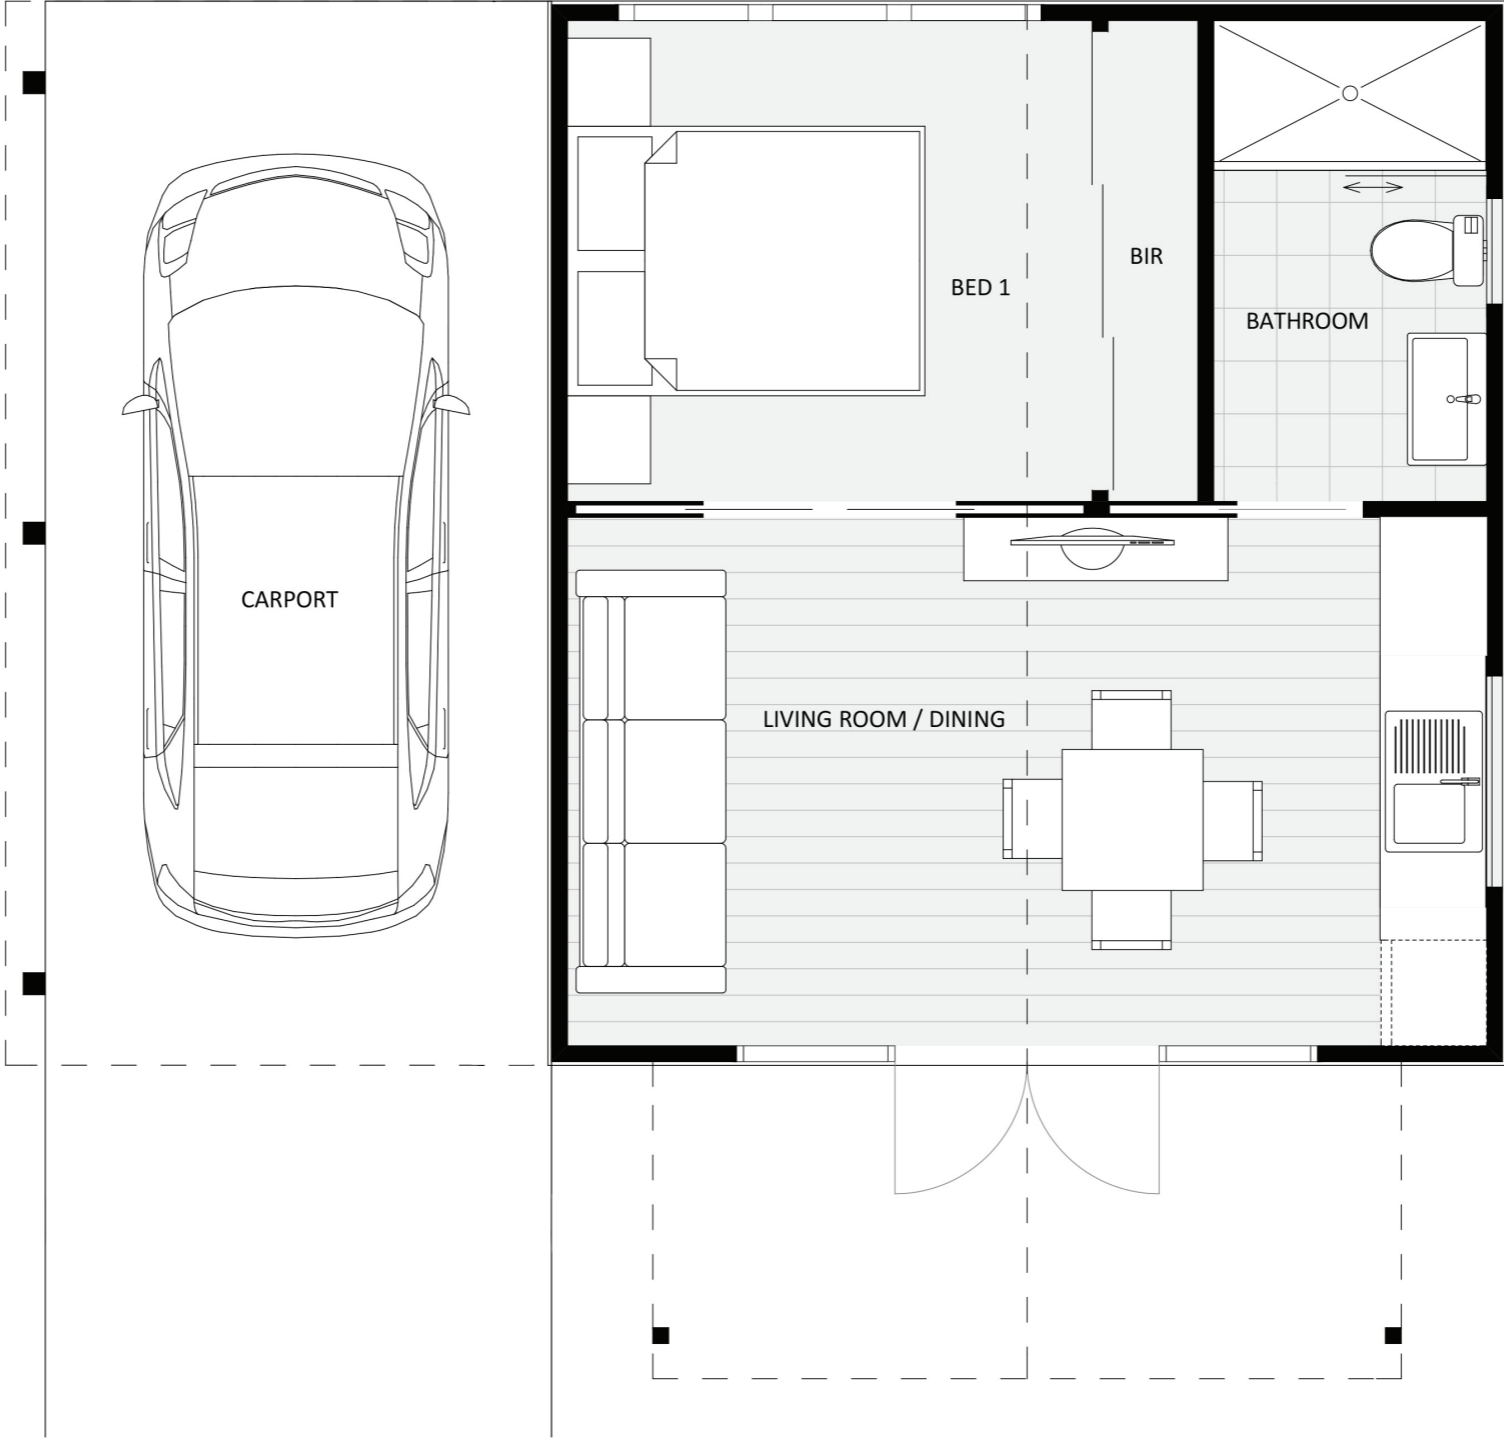 BIR
BED 1
BATHROOM
CARPORT
LIVING ROOM / DINING